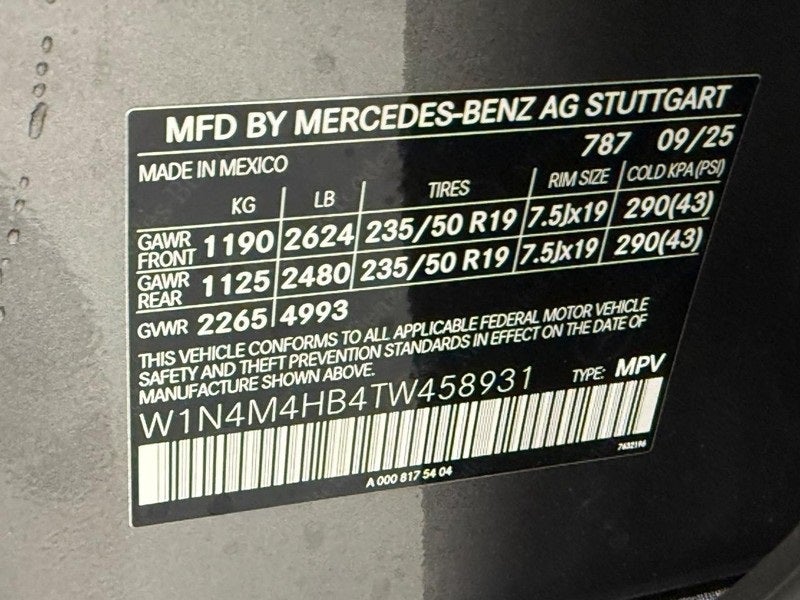 MFD BY MERCEDES-BENZ AG STUTTGART
787 09/25
MADE IN MEXICO
KG LB TIRES RIM SIZE COLD KPA(PSI)
GAWR FRONT 1190 2624 235/50 R19 7.5Jx19 290(43)
GAWR REAR 1125 2480 235/50 R19 7.5Jx19 290(43)
GVWR 2265 4993
THIS VEHICLE CONFORMS TO ALL APPLICABLE FEDERAL MOTOR VEHICLE
SAFETY AND THEFT PREVENTION STANDARDS IN EFFECT ON THE DATE OF
MANUFACTURE SHOWN ABOVE.
W1N4M4HB4TW458931 TYPE: MPV
7632196
A 000 817 54 04